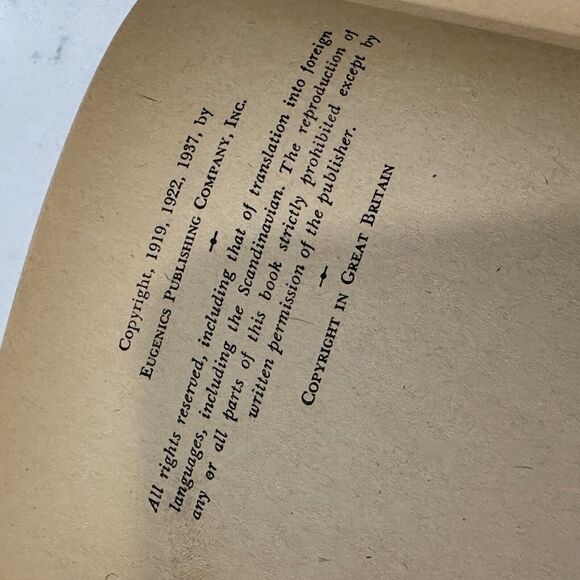 Copyright, 1919, 1922, 1937, by
EUGENICS PUBLISHING COMPANY, INC.
All rights reserved, including that of translation into foreign
languages, including the Scandinavian. The reproduction of
any or all parts of this book strictly prohibited except by
written permission of the publisher.
COPYRIGHT IN GREAT BRITAIN